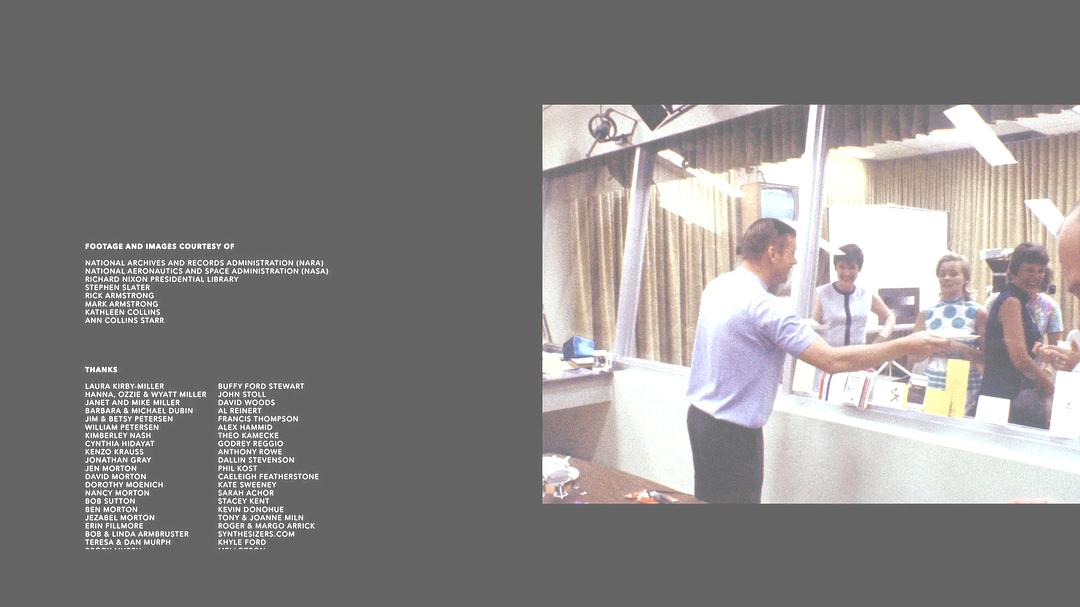 FOOTAGE AND IMAGES COURTESY OF
NATIONAL ARCHIVES AND RECORDS ADMINISTRATION (NARA)
NATIONAL AERONAUTICS AND SPACE ADMINISTRATION (NASA)
RICHARD NIXON PRESIDENTIAL LIBRARY
STEPHEN SLATER
RICK ARMSTRONG
MARK ARMSTRONG
KATHLEEN COLLINS
ANN COLLINS STARR
THANKS
LAURA KIRBY-MILLER
HANNA, OZZIE & WYATT MILLER
JANET AND MIKE MILLER
BARBARA & MICHAEL DUBIN
JIM & BETSY PETERSEN
WILLIAM PETERSEN
KIMBERLEY NASH
CYNTHIA HIDAYAT
KENZO KRAUSS
JONATHAN GRAY
JEN MORTON
DAVID MORTON
DOROTHY MOENICH
NANCY MORTON
BOB SUTTON
BEN MORTON
JEZABEL MORTON
ERIN FILLMORE
BOB & LINDA ARMBRUSTER
TERESA & DAN MURPH
BUFFY FORD STEWART
JOHN STOLL
DAVID WOODS
AL REINERT
FRANCIS THOMPSON
ALEX HAMMID
THEO KAMECKE
GODREY REGGIO
ANTHONY ROWE
DALLIN STEVENSON
PHIL KOST
CAELEIGH FEATHERSTONE
KATE SWEENEY
SARAH ACHOR
STACEY KENT
KEVIN DONOHUE
TONY & JOANNE MILN
ROGER & MARGO ARRICK
SYNTHESIZERS.COM
KHYLE FORD